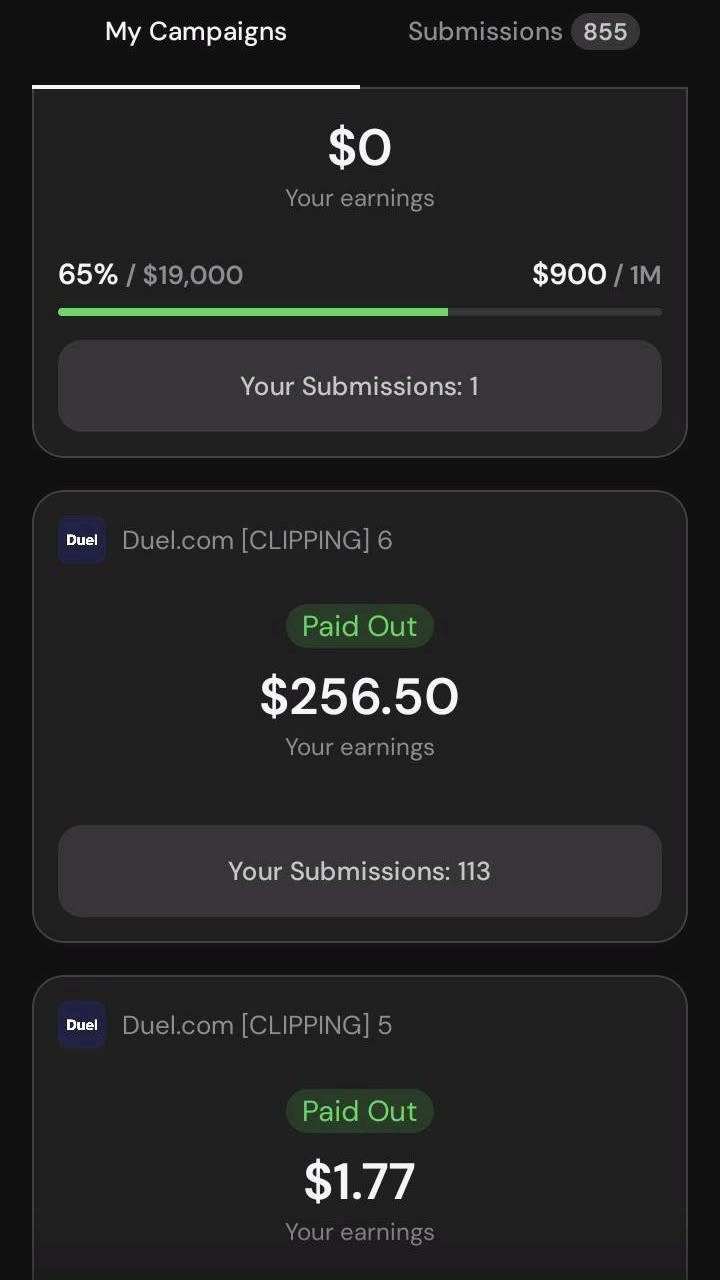 My Campaigns Submissions 855
$0
Your earnings
65% / $19,000 $900 / 1M
Your Submissions: 1
Duel Duel.com [CLIPPING] 6
Paid Out
$256.50
Your earnings
Your Submissions: 113
Duel Duel.com [CLIPPING] 5
Paid Out
$1.77
Your earnings